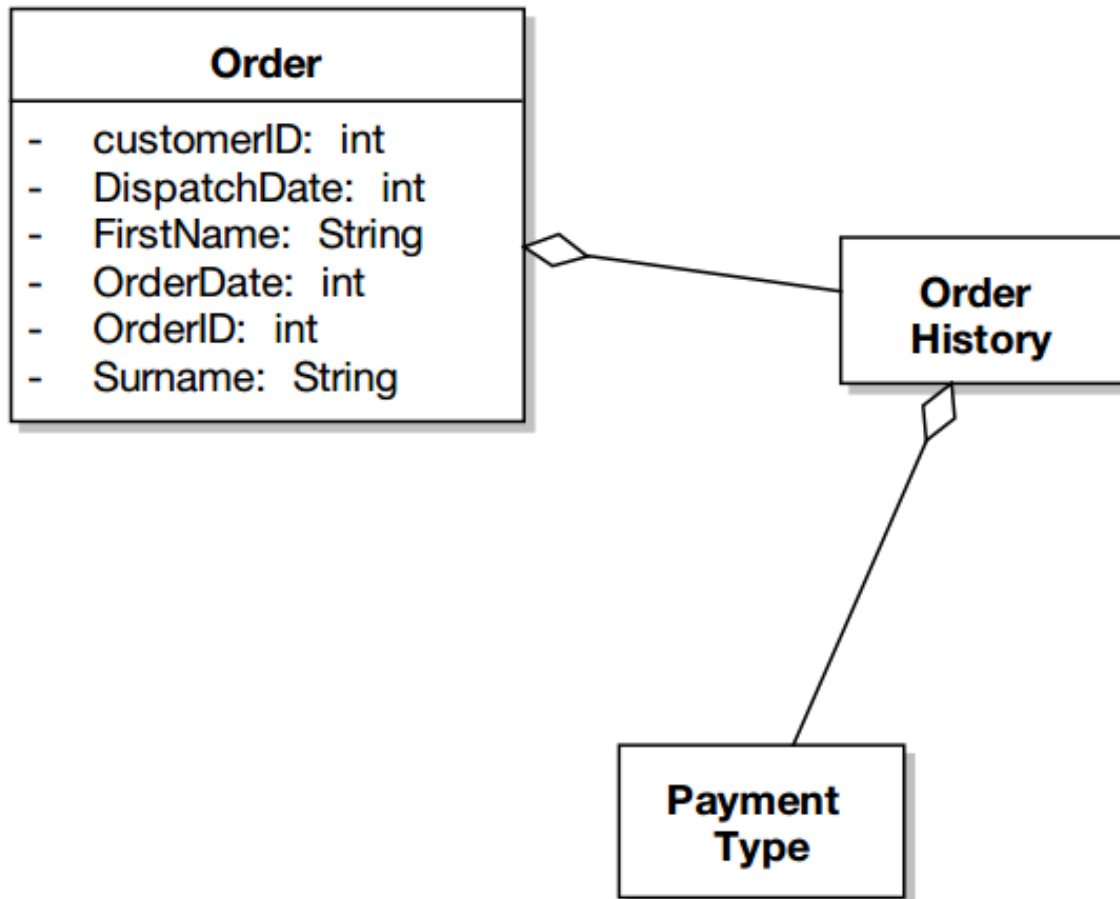 Order
- customerID: int
- DispatchDate: int
- FirstName: String
- OrderDate: int
- OrderID: int
- Surname: String
Order
History
Payment
Type